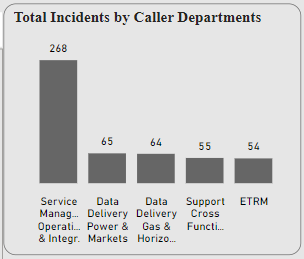 Total Incidents by Caller Departments
268
65
64
55
54
Service
Manag...
Operati...
& Integr.
Data
Delivery
Power &
Markets
Data
Delivery
Gas &
Horizo...
Support
Cross
Functi...
ETRM